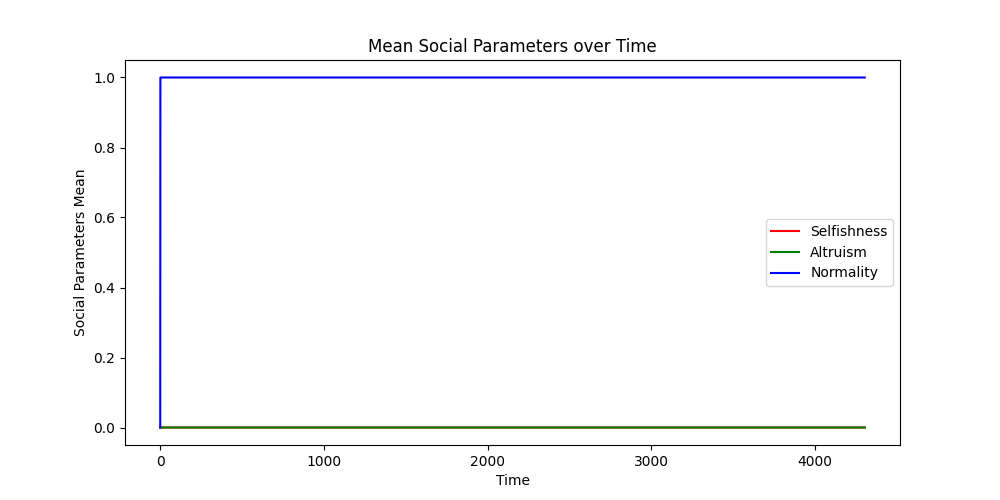 Mean Social Parameters over Time
Social Parameters Mean
1.0
0.8
0.6
0.4
0.2
0.0
Selfishness
Altruism
Normality
0 1000 2000 3000 4000
Time